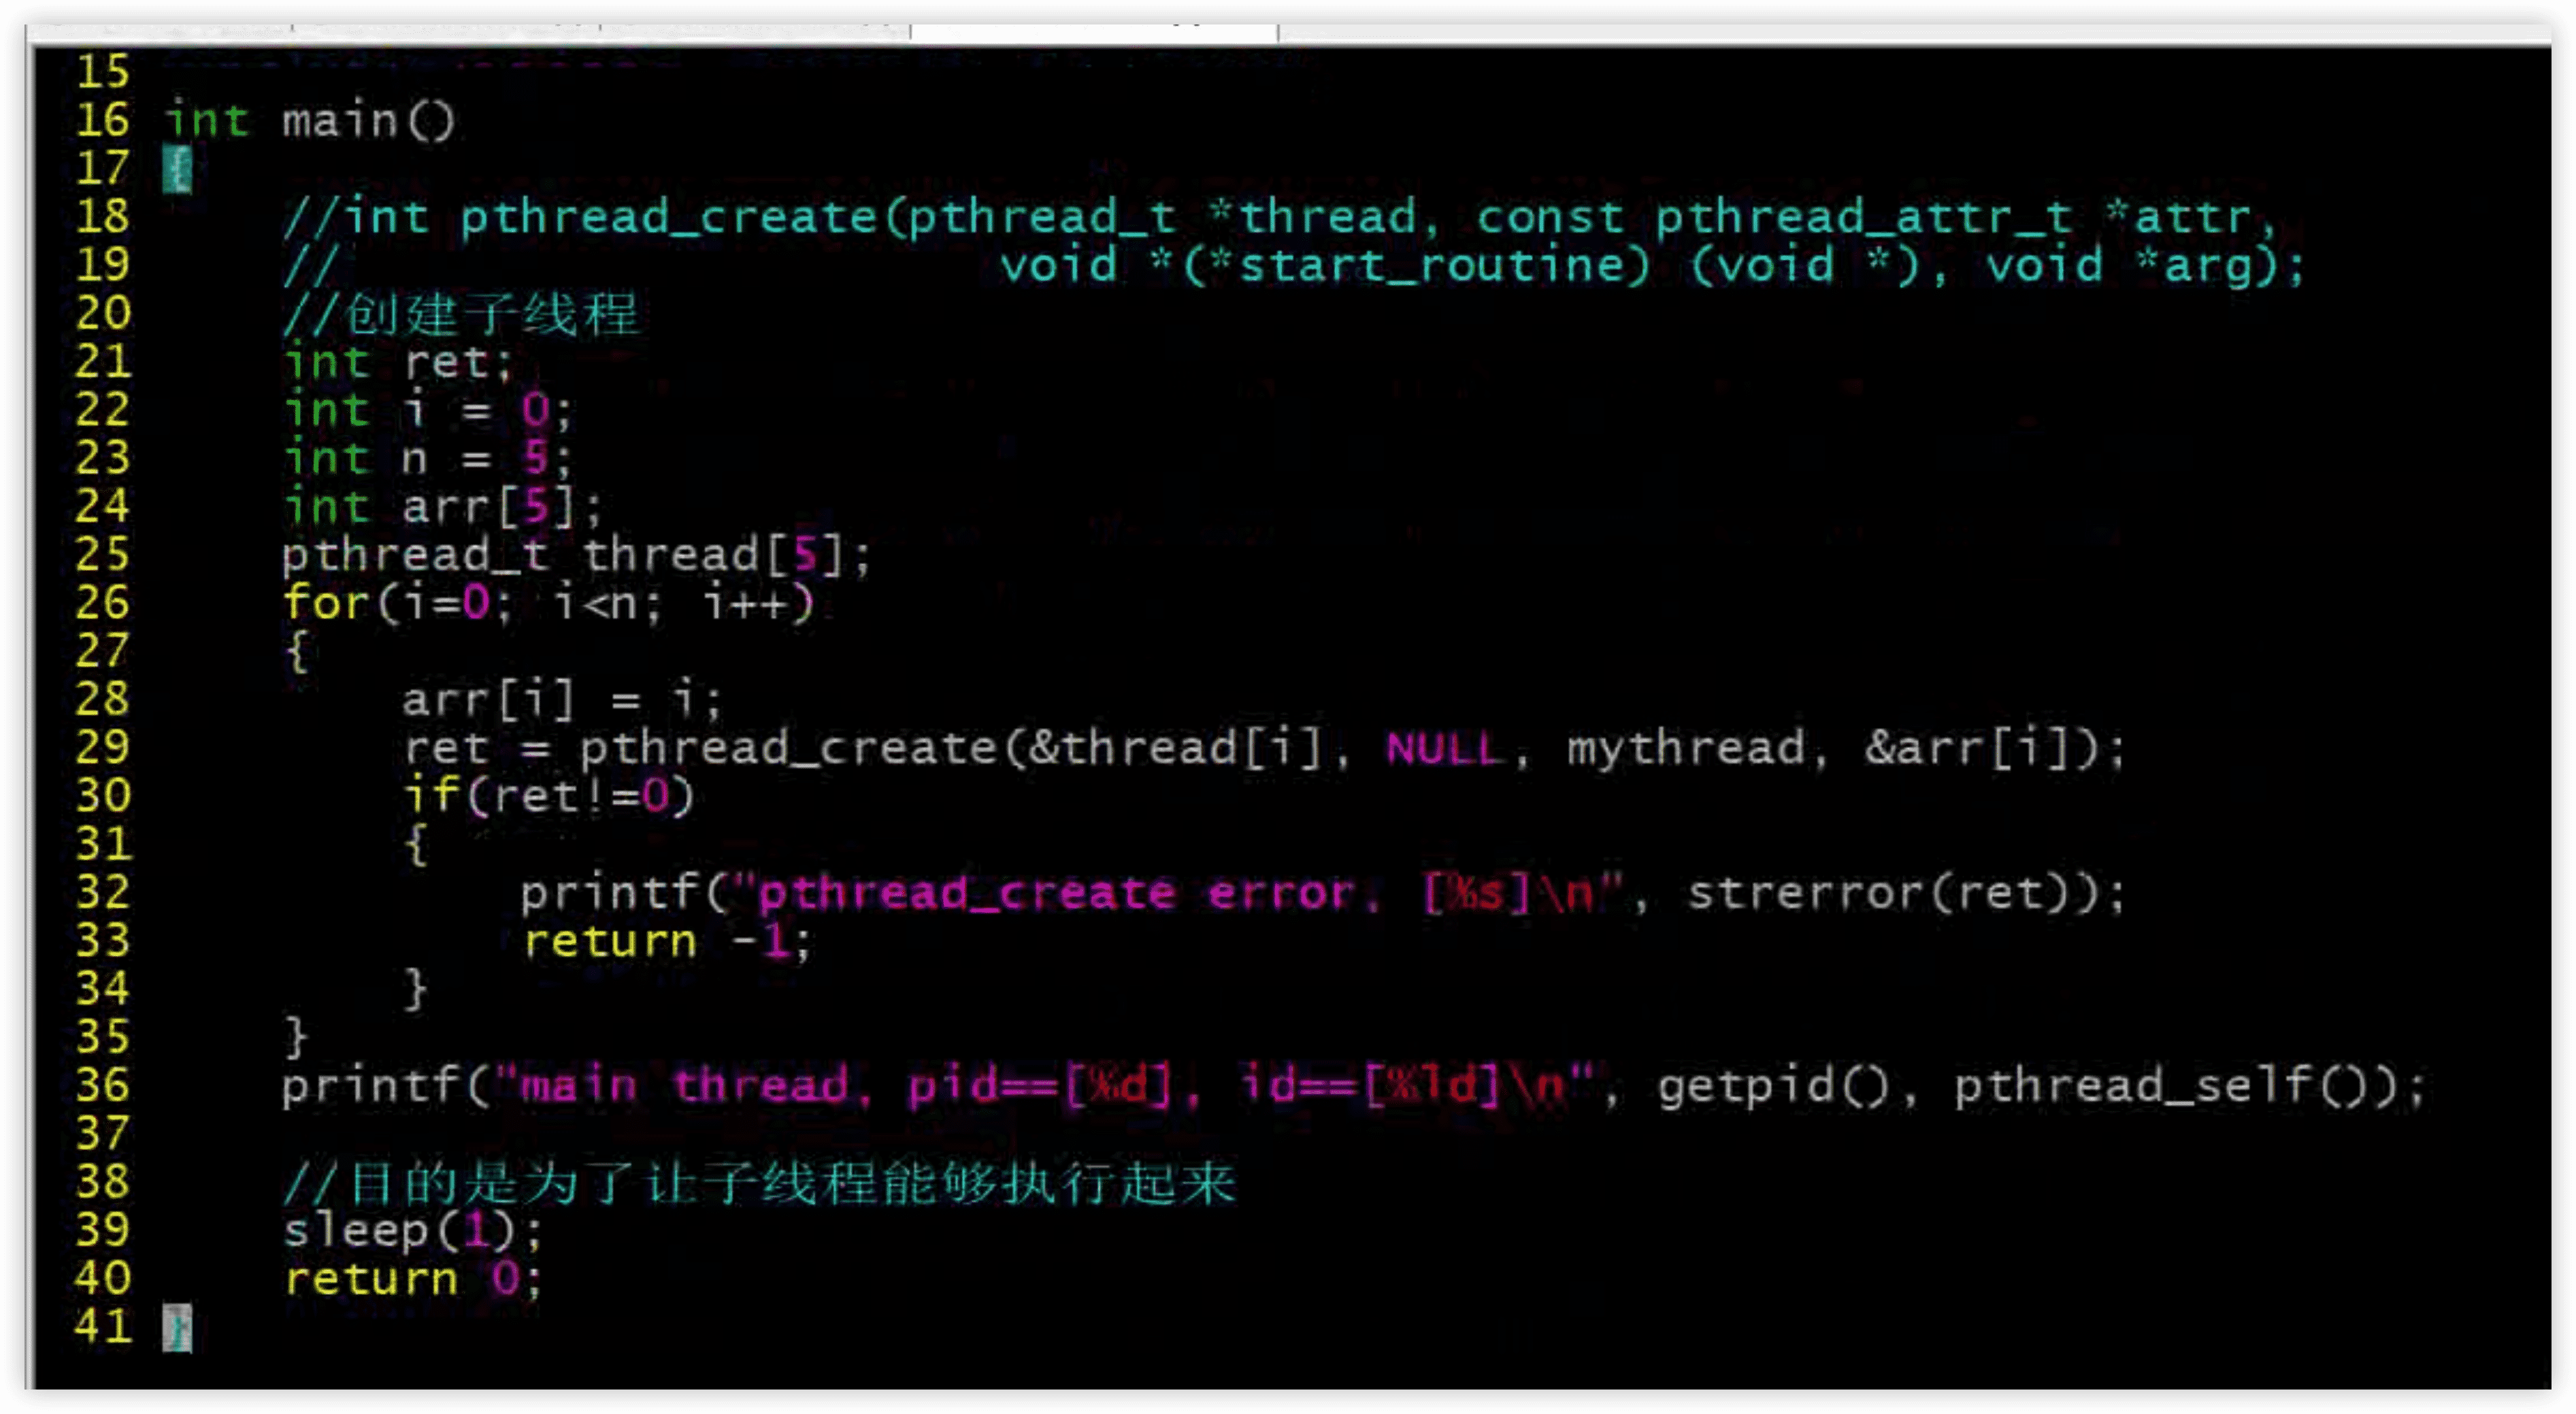 15
16 int main()
17 {
18     //int pthread_create(pthread_t *thread, const pthread_attr_t *attr,
19     //                       void *(*start_routine) (void *), void *arg);
20     //创建子线程
21     int ret;
22     int i = 0;
23     int n = 5;
24     int arr[5];
25     pthread_t thread[5];
26     for(i=0; i<n; i++)
27     {
28         arr[i] = i;
29         ret = pthread_create(&thread[i], NULL, mythread, &arr[i]);
30         if(ret!=0)
31         {
32             printf("pthread_create error, [%s]\n", strerror(ret));
33             return -1;
34         }
35     }
36     printf("main thread, pid==[%d], id==[%ld]\n", getpid(), pthread_self());
37
38     //目的是为了让子线程能够执行起来
39     sleep(1);
40     return 0;
41 }